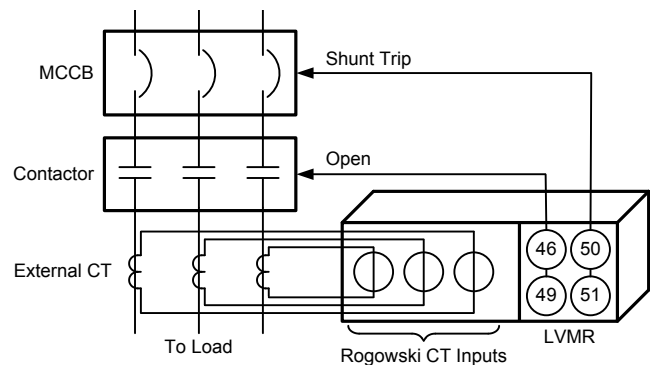 MCCB
Shunt Trip
Contactor
Open
46 50
External CT
49 51
To Load
Rogowski CT Inputs
LVMR